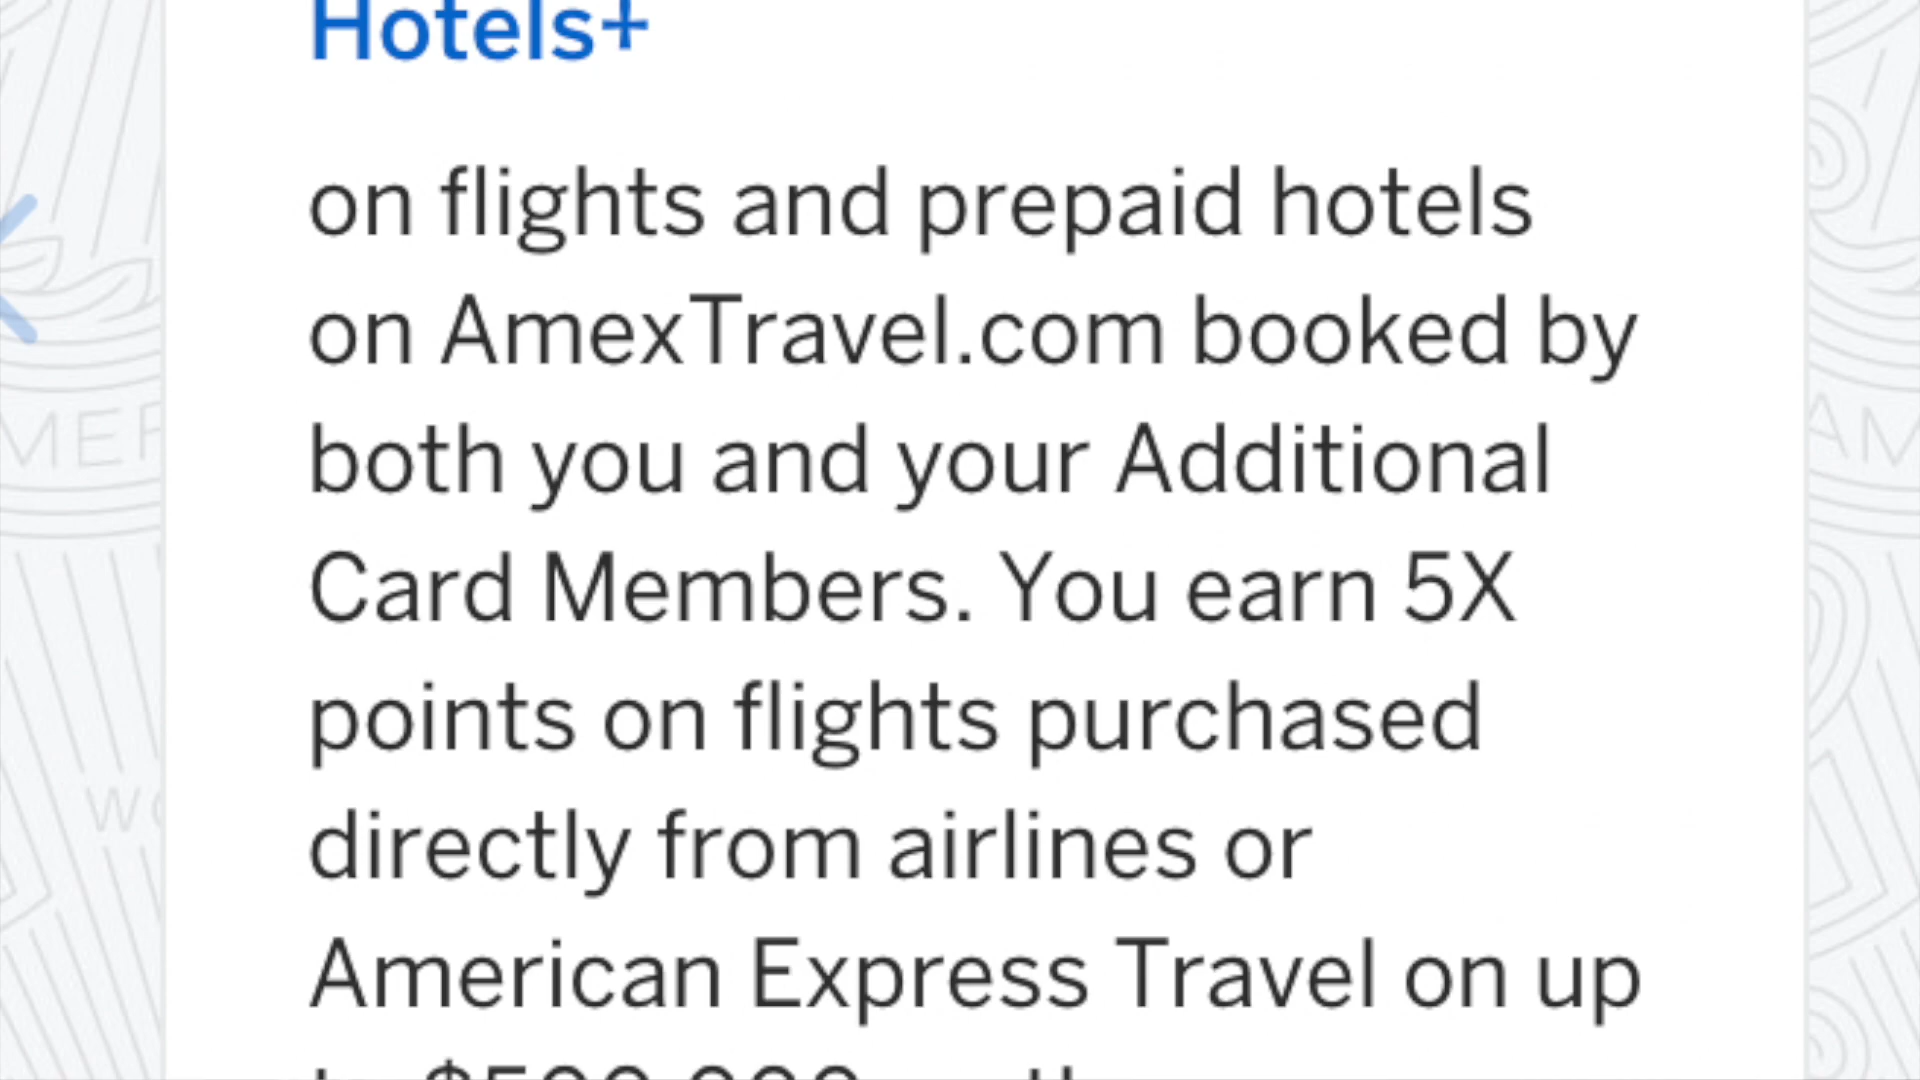 Hotels+
on flights and prepaid hotels
on AmexTravel.com booked by
both you and your Additional
Card Members. You earn 5X
points on flights purchased
directly from airlines or
American Express Travel on up